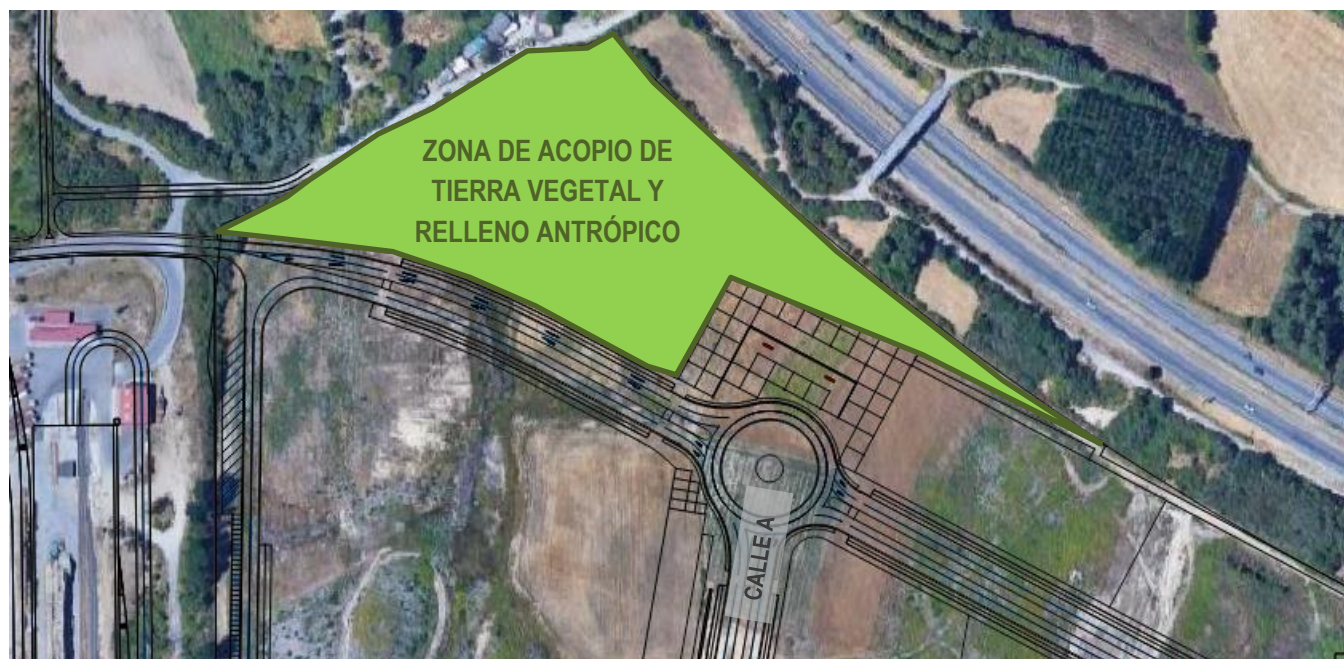 ZONA DE ACOPIO DE
TIERRA VEGETAL Y
RELLENO ANTRÓPICO
CALLE A